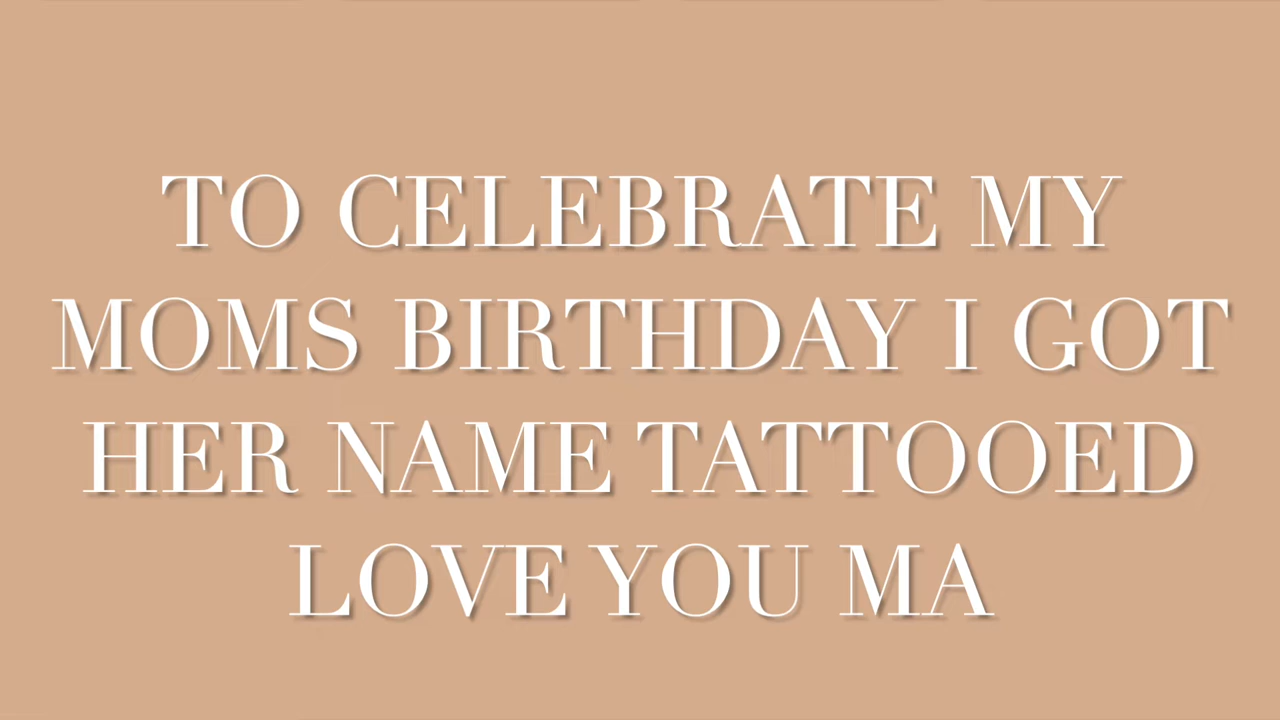 TO CELEBRATE MY
MOMS BIRTHDAY I GOT
HER NAME TATTOOED
LOVE YOU MA